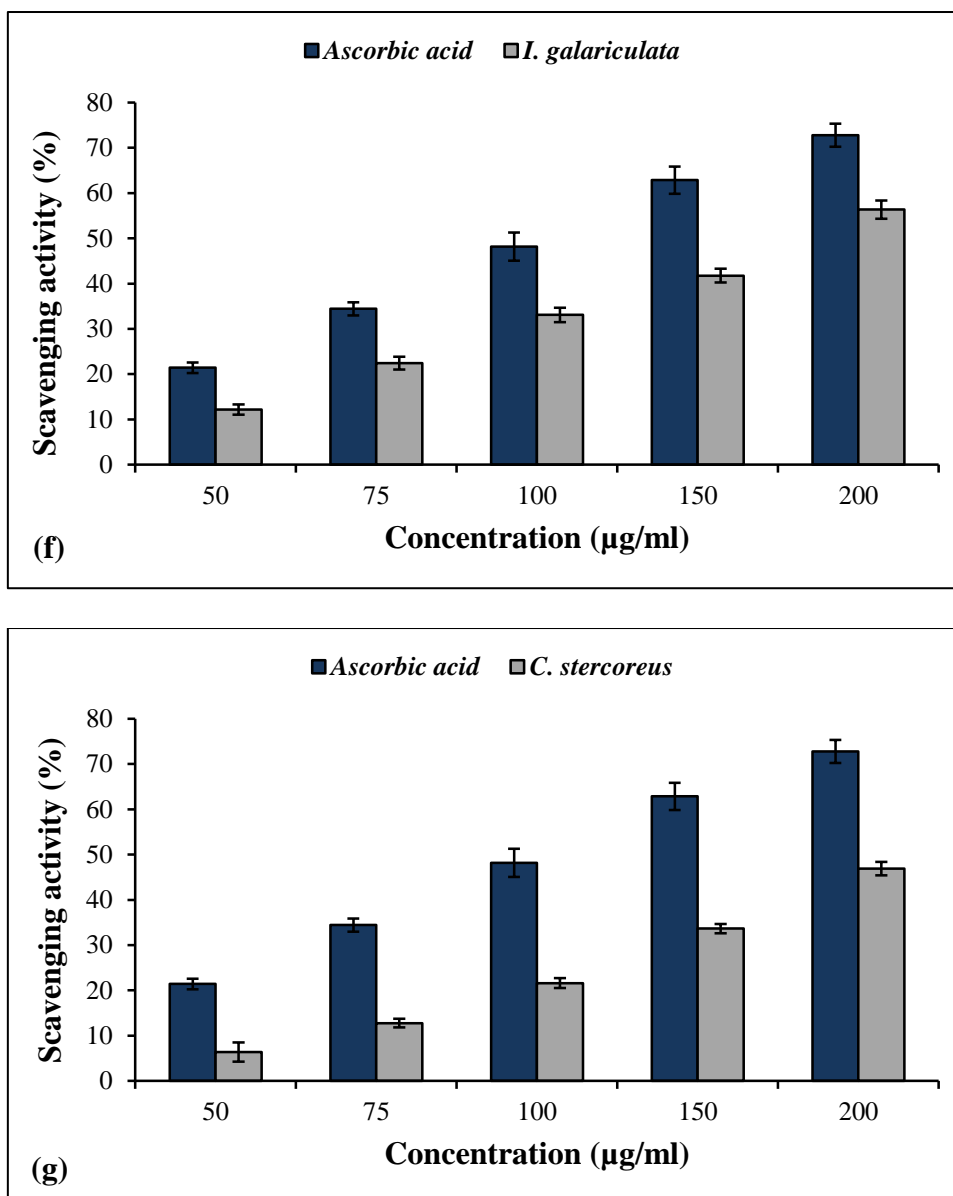 Ascorbic acid I. galariculata
80
70
60
50
40
30
20
10
0
Scavenging activity (%)
50 75 100 150 200
Concentration (µg/ml)
(f)
Ascorbic acid C. stercoreus
80
70
60
50
40
30
20
10
0
Scavenging activity (%)
50 75 100 150 200
Concentration (µg/ml)
(g)